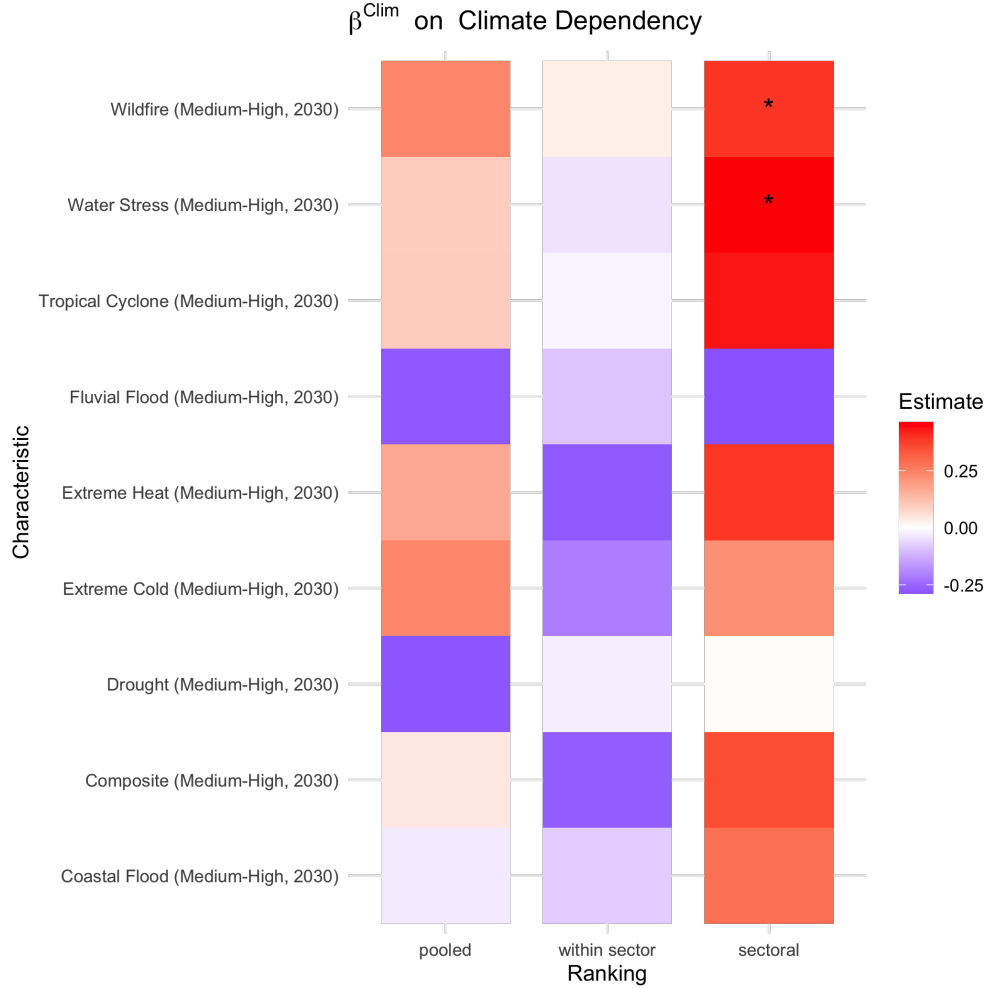 βClim on Climate Dependency
Wildfire (Medium-High, 2030)
*
Water Stress (Medium-High, 2030)
*
Tropical Cyclone (Medium-High, 2030)
Fluvial Flood (Medium-High, 2030)
Extreme Heat (Medium-High, 2030)
Extreme Cold (Medium-High, 2030)
Drought (Medium-High, 2030)
Composite (Medium-High, 2030)
Coastal Flood (Medium-High, 2030)
Characteristic
pooled within sector sectoral
Ranking
Estimate
0.25
0.00
-0.25